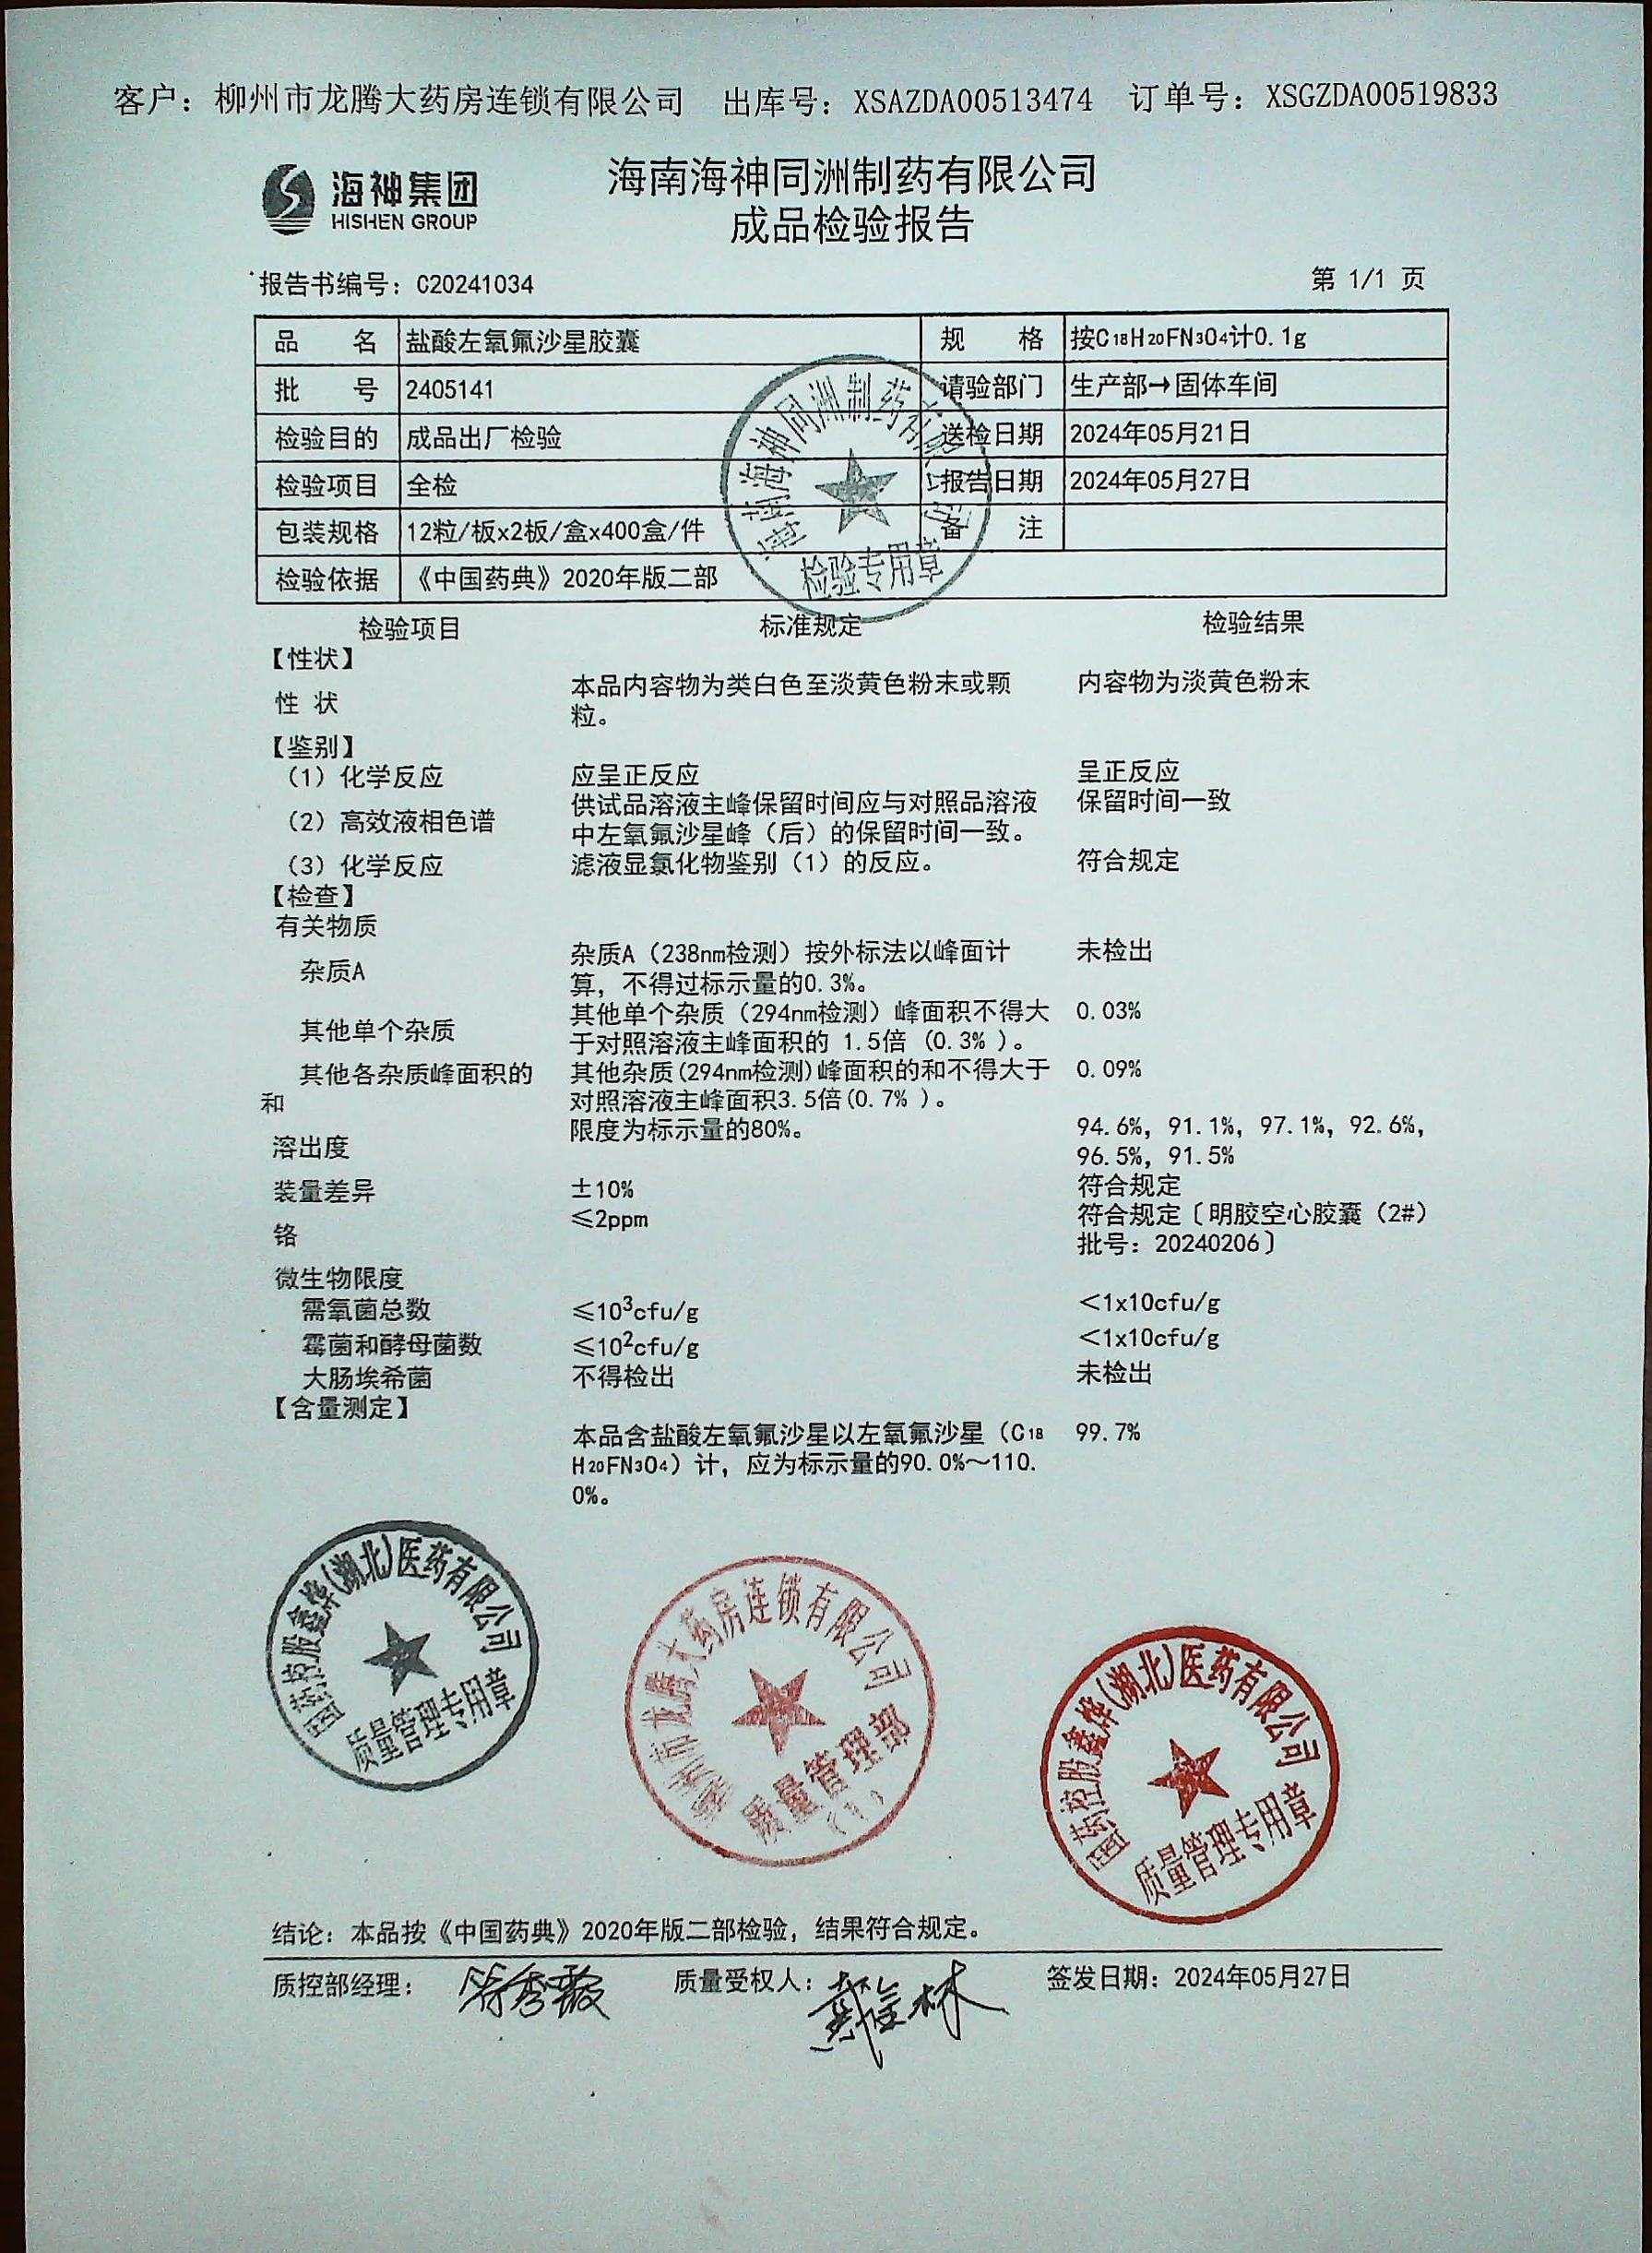 客户：柳州市龙腾大药房连锁有限公司 出库号：XSAZDA00513474 订单号：XSGZDA00519833
海神集团
HISHEN GROUP
海南海神同洲制药有限公司
成品检验报告
报告书编号：C20241034 第 1/1 页
品 名 盐酸左氧氟沙星胶囊 规 格 按C18H20FN3O4计0.1g
批 号 2405141 请验部门 生产部→固体车间
检验目的 成品出厂检验 送检日期 2024年05月21日
检验项目 全检 报告日期 2024年05月27日
包装规格 12粒/板x2板/盒x400盒/件 备 注
检验依据 《中国药典》2020年版二部
海南海神同洲制药有限公司
检验专用章
检验项目 标准规定 检验结果
【性状】
性 状 本品内容物为类白色至淡黄色粉末或颗 内容物为淡黄色粉末
粒。
【鉴别】
（1）化学反应 应呈正反应 呈正反应
（2）高效液相色谱 供试品溶液主峰保留时间应与对照品溶液 保留时间一致
中左氧氟沙星峰（后）的保留时间一致。
（3）化学反应 滤液显氯化物鉴别（1）的反应。 符合规定
【检查】
有关物质
杂质A 杂质A（238nm检测）按外标法以峰面计 未检出
算，不得过标示量的0.3%。
其他单个杂质 其他单个杂质（294nm检测）峰面积不得大 0.03%
于对照溶液主峰面积的 1.5倍（0.3% ）。
其他各杂质峰面积的 其他杂质(294nm检测)峰面积的和不得大于 0.09%
和 对照溶液主峰面积3.5倍(0.7% )。
溶出度 限度为标示量的80%。 94.6%，91.1%，97.1%，92.6%，
96.5%，91.5%
装量差异 ±10% 符合规定
铬 ≤2ppm 符合规定〔明胶空心胶囊（2#）
批号：20240206〕
微生物限度
需氧菌总数 ≤10³cfu/g <1x10cfu/g
霉菌和酵母菌数 ≤10²cfu/g <1x10cfu/g
大肠埃希菌 不得检出 未检出
【含量测定】
本品含盐酸左氧氟沙星以左氧氟沙星（C18 99.7%
H20FN3O4）计，应为标示量的90.0%～110.
0%。
国药控股鑫烨(湖北)医药有限公司
质量管理专用章
柳州市龙腾大药房连锁有限公司
质量管理部
(1)
国药控股鑫烨(湖北)医药有限公司
质量管理专用章
结论：本品按《中国药典》2020年版二部检验，结果符合规定。
质控部经理： 质量受权人： 签发日期：2024年05月27日